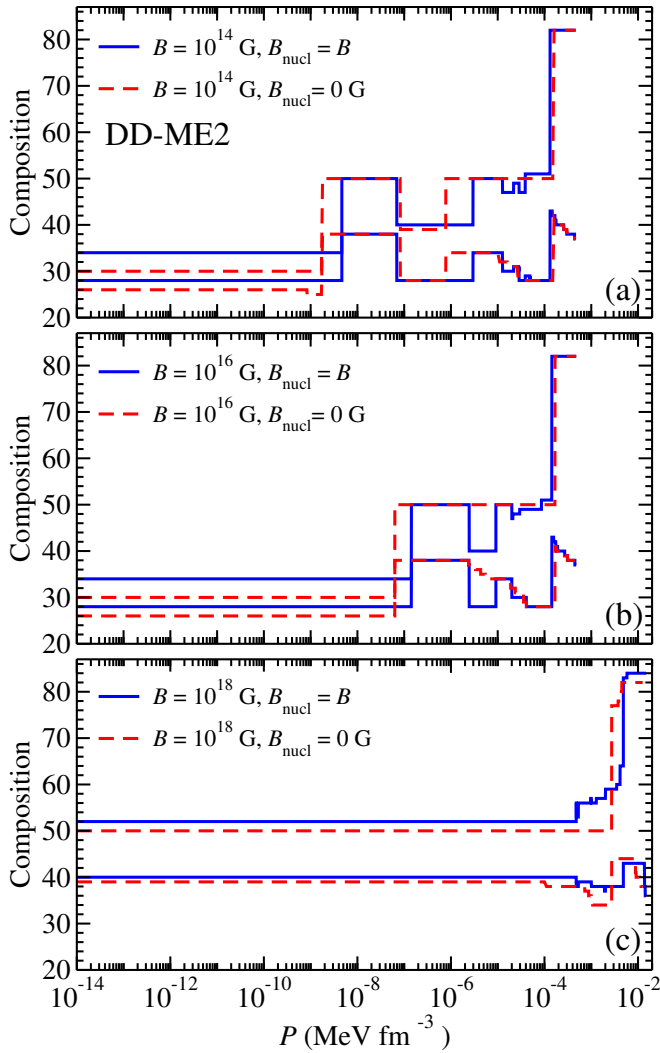 80
B = 10^14 G, B_nucl = B
70
B = 10^14 G, B_nucl = 0 G
60
DD-ME2
50
40
30
20
Composition
(a)
80
B = 10^16 G, B_nucl = B
70
B = 10^16 G, B_nucl = 0 G
60
50
40
30
20
Composition
(b)
80
B = 10^18 G, B_nucl = B
70
B = 10^18 G, B_nucl = 0 G
60
50
40
30
20
Composition
(c)
10^-14 10^-12 10^-10 10^-8 10^-6 10^-4 10^-2
P (MeV fm^-3)